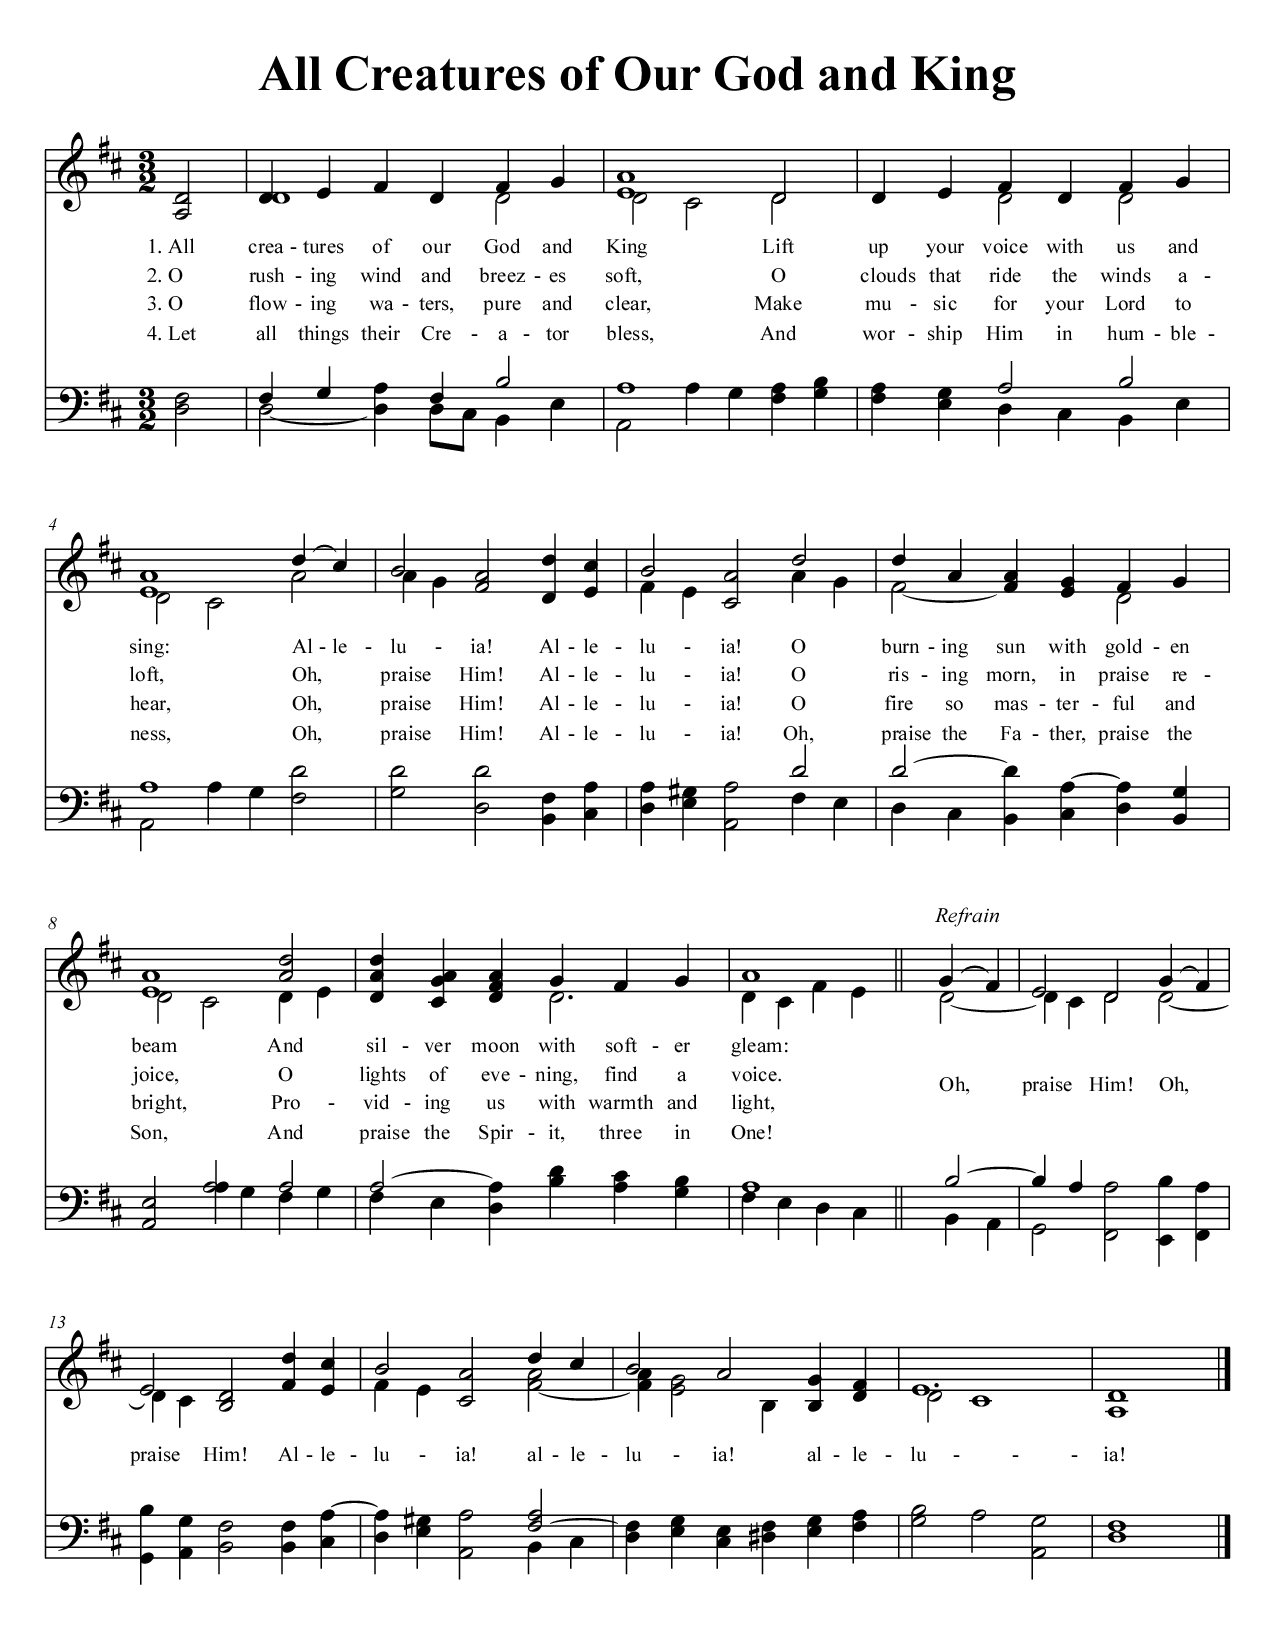 All Creatures of Our God and King
3 2
1. All crea - tures of our God and King Lift up your voice with us and
2. O rush - ing wind and breez - es soft, O clouds that ride the winds a -
3. O flow - ing wa - ters, pure and clear, Make mu - sic for your Lord to
4. Let all things their Cre - a - tor bless, And wor - ship Him in hum - ble -
3 2
4
sing: Al - le - lu - ia! Al - le - lu - ia! O burn - ing sun with gold - en
loft, Oh, praise Him! Al - le - lu - ia! O ris - ing morn, in praise re -
hear, Oh, praise Him! Al - le - lu - ia! O fire so mas - ter - ful and
ness, Oh, praise Him! Al - le - lu - ia! Oh, praise the Fa - ther, praise the
8
Refrain
beam And sil - ver moon with soft - er gleam:
joice, O lights of eve - ning, find a voice.
Oh, praise Him! Oh,
bright, Pro - vid - ing us with warmth and light,
Son, And praise the Spir - it, three in One!
13
praise Him! Al - le - lu - ia! al - le - lu - ia! al - le - lu - - - ia!